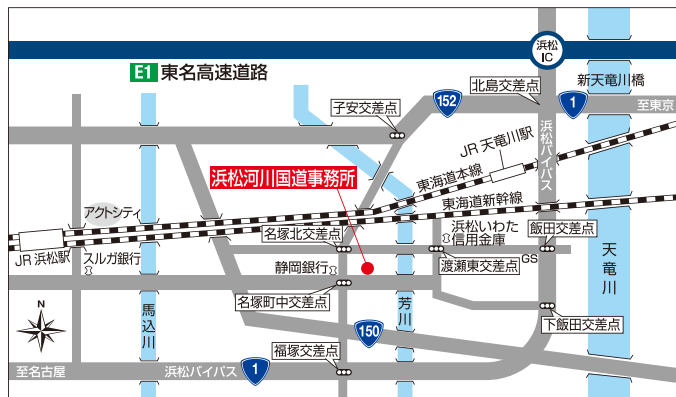 浜松
IC
E1 東名高速道路
新天竜川橋
北島交差点
152
1
至東京
子安交差点
浜松バイパス
JR 天竜川駅
東海道本線
浜松河川国道事務所
東海道新幹線
アクトシティ
JR 浜松駅
スルガ銀行
名塚北交差点
浜松いわた
信用金庫
飯田交差点
静岡銀行
渡瀬東交差点
GS
天竜川
名塚町中交差点
馬込川
芳川
下飯田交差点
150
福塚交差点
至名古屋
浜松バイパス
1
N